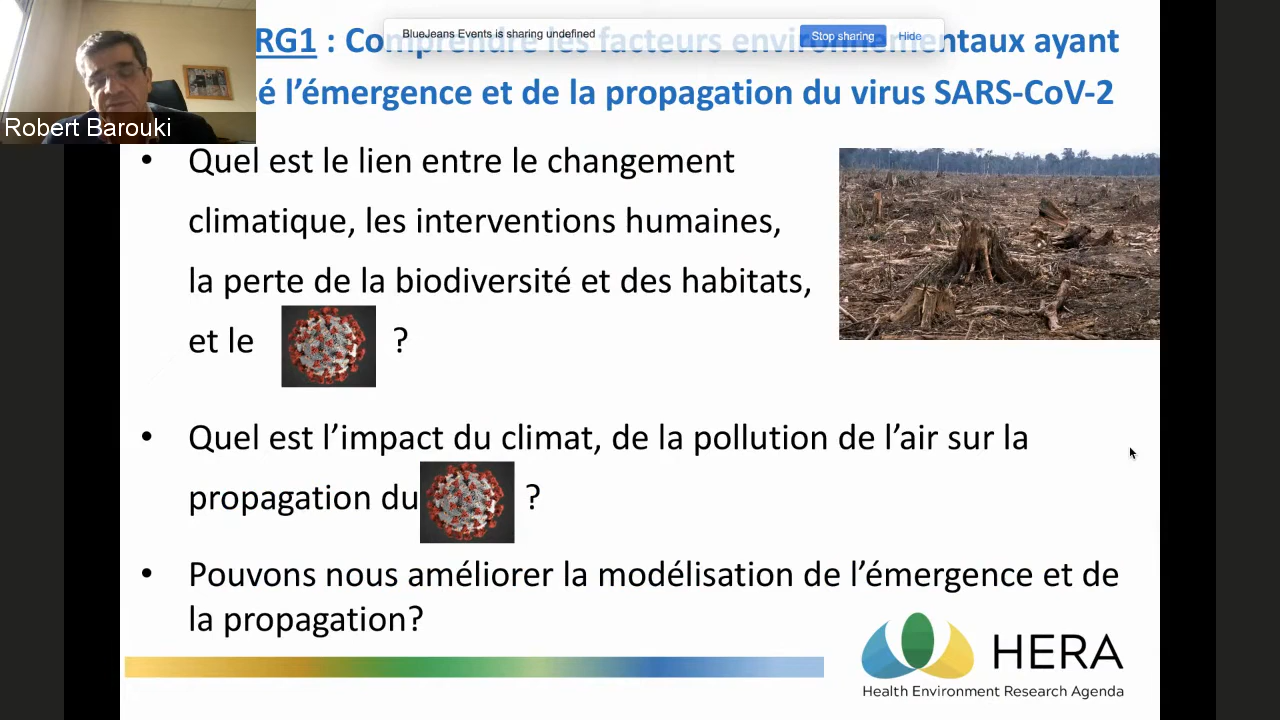 BlueJeans Events is sharing undefined
Stop sharing
Hide
RG1 : Comprendre les facteurs environnementaux ayant
sé l’émergence et de la propagation du virus SARS-CoV-2
Robert Barouki
• Quel est le lien entre le changement
climatique, les interventions humaines,
la perte de la biodiversité et des habitats,
et le ?
• Quel est l’impact du climat, de la pollution de l’air sur la
propagation du ?
• Pouvons nous améliorer la modélisation de l’émergence et de
la propagation?
HERA
Health Environment Research Agenda